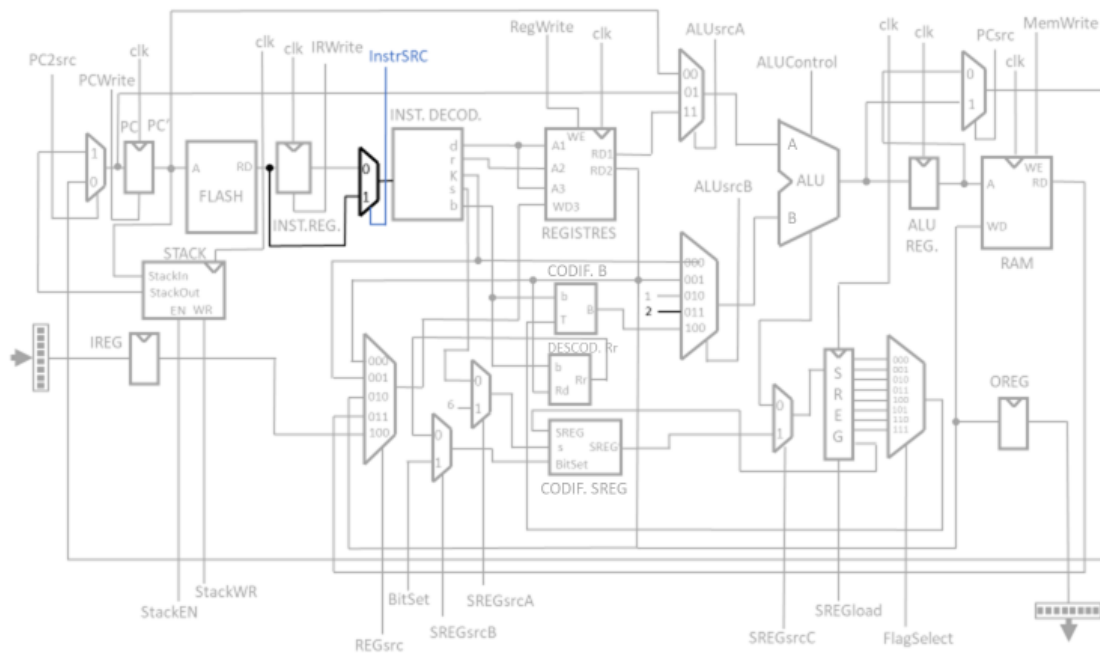 RegWrite
clk
ALUsrcA
clk
clk
PCsrc
MemWrite
PC2src
clk
PCWrite
clk
clk
IRWrite
InstrSRC
ALUControl
clk
PC
PC'
1
0
A
RD
FLASH
INST.REG.
0
1
INST. DECOD.
d
r
K
s
b
WE
A1
A2
A3
WD3
RD1
RD2
REGISTRES
00
01
11
ALUsrcB
A
ALU
B
0
1
ALU
REG.
A
WE
RD
WD
RAM
STACK
StackIn
StackOut
EN WR
IREG
CODIF. B
b
B
T
000
001
1
010
2
011
100
DESCOD. Rr
b
Rr
Rd
000
001
010
011
100
0
6
1
0
1
SREG
s
SREG'
BitSet
CODIF. SREG
0
1
S
R
E
G
000
001
010
011
100
101
110
111
OREG
StackEN
StackWR
REGsrc
BitSet
SREGsrcB
SREGsrcA
SREGsrcC
SREGload
FlagSelect